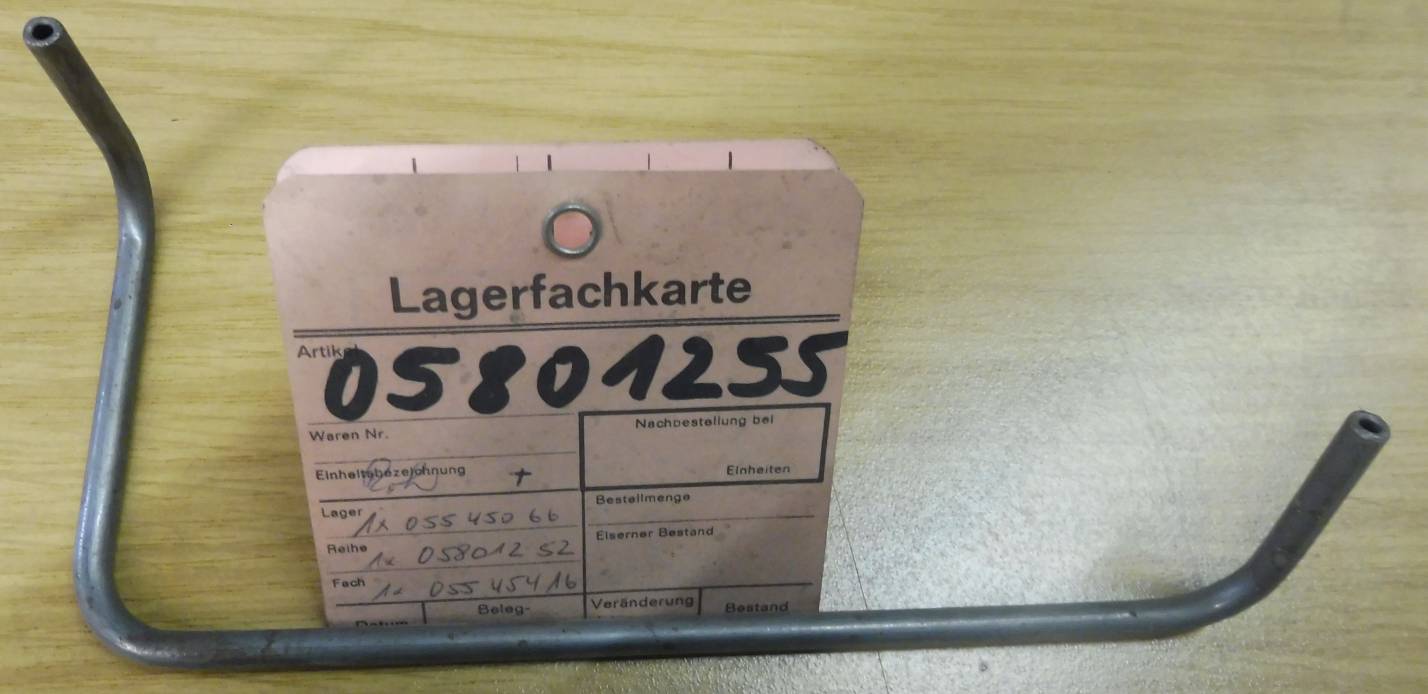 Lagerfachkarte
Artikel
05801255
Waren Nr.
Nachbestellung bei
Einheiten
Einheitsbezeichnung +
Bestellmenge
Lager 1x 055 450 66
Eiserner Bestand
Reihe 1x 058012 52
Fach 1x 055 454 16
Beleg-
Veränderung
Bestand
Datum